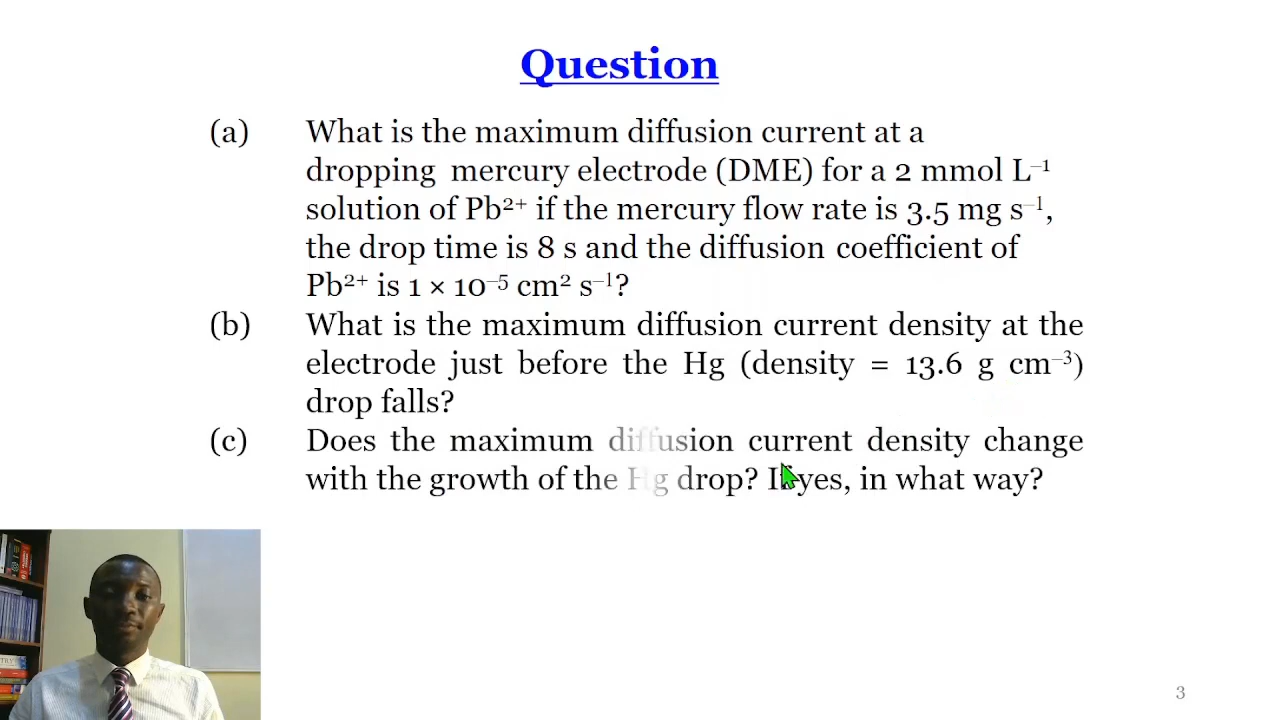 Question
(a) What is the maximum diffusion current at a
dropping mercury electrode (DME) for a 2 mmol L⁻¹
solution of Pb²⁺ if the mercury flow rate is 3.5 mg s⁻¹,
the drop time is 8 s and the diffusion coefficient of
Pb²⁺ is 1 × 10⁻⁵ cm² s⁻¹?
(b) What is the maximum diffusion current density at the
electrode just before the Hg (density = 13.6 g cm⁻³)
drop falls?
(c) Does the maximum diffusion current density change
with the growth of the Hg drop? If yes, in what way?
3